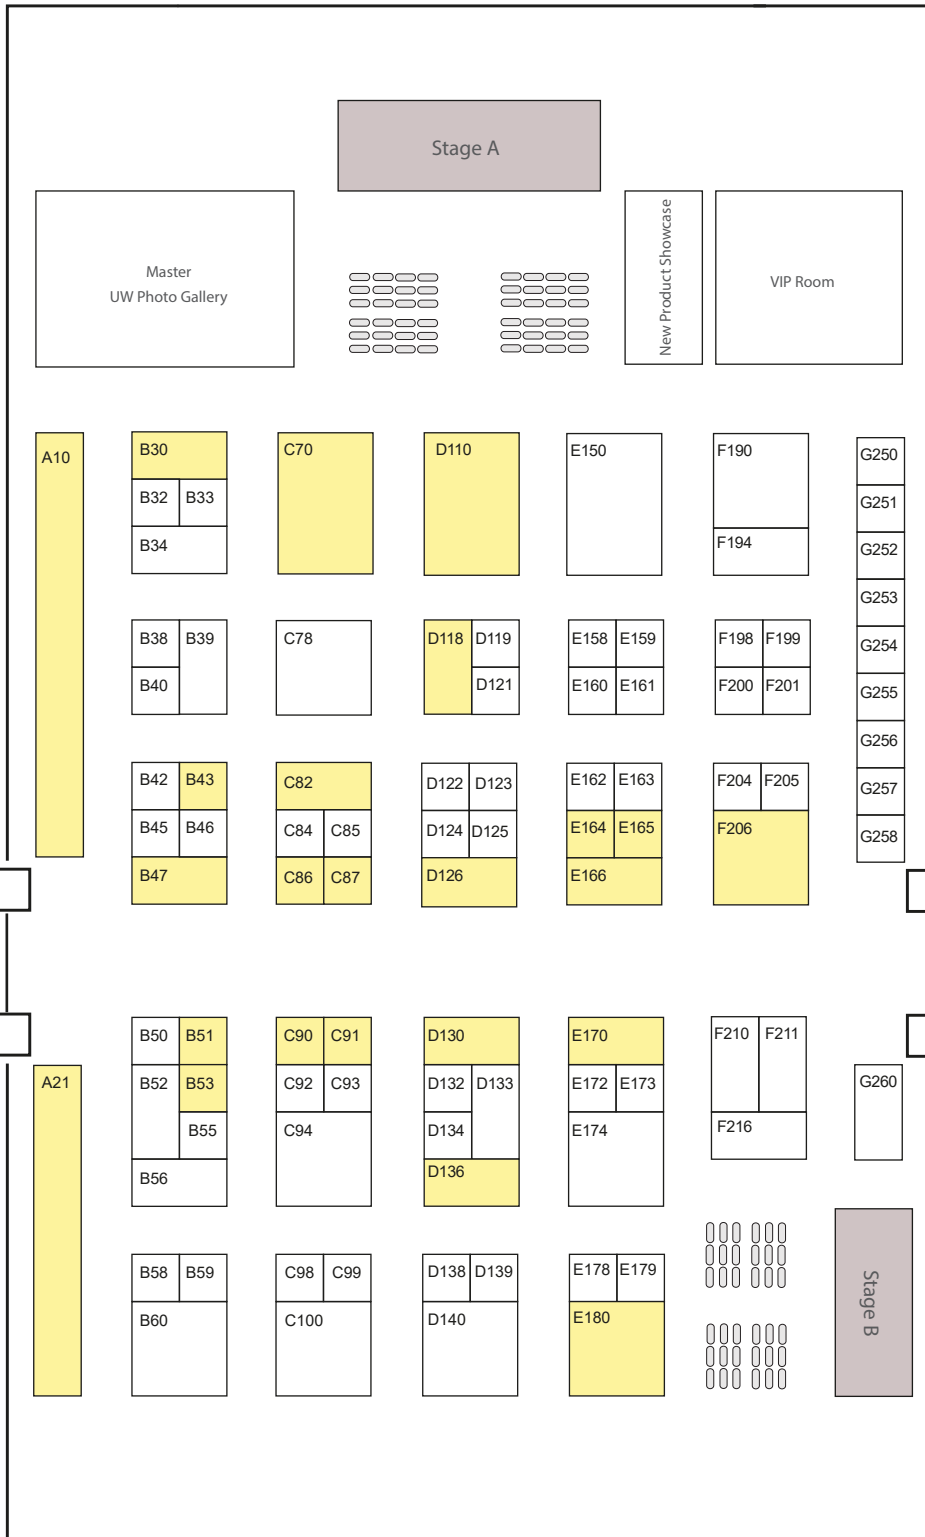 Stage A
Master
UW Photo Gallery
New Product Showcase
VIP Room
A10
B30
C70
D110
E150
F190
G250
B32 B33
G251
B34
F194
G252
G253
B38 B39
C78
D118 D119
E158 E159
F198 F199
G254
B40
D121
E160 E161
F200 F201
G255
G256
B42 B43
C82
D122 D123
E162 E163
F204 F205
G257
B45 B46
C84 C85
D124 D125
E164 E165
F206
G258
B47
C86 C87
D126
E166
B50 B51
C90 C91
D130
E170
F210 F211
A21
B52 B53
C92 C93
D132 D133
E172 E173
G260
B55
C94
D134
E174
F216
B56
D136
B58 B59
C98 C99
D138 D139
E178 E179
Stage B
B60
C100
D140
E180